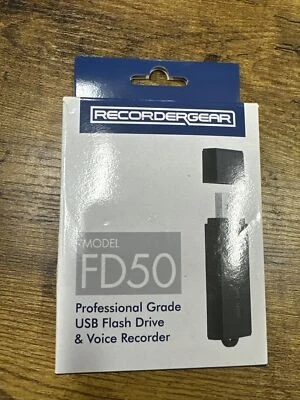 RECORDERGEAR
MODEL
FD50
Professional Grade
USB Flash Drive
& Voice Recorder